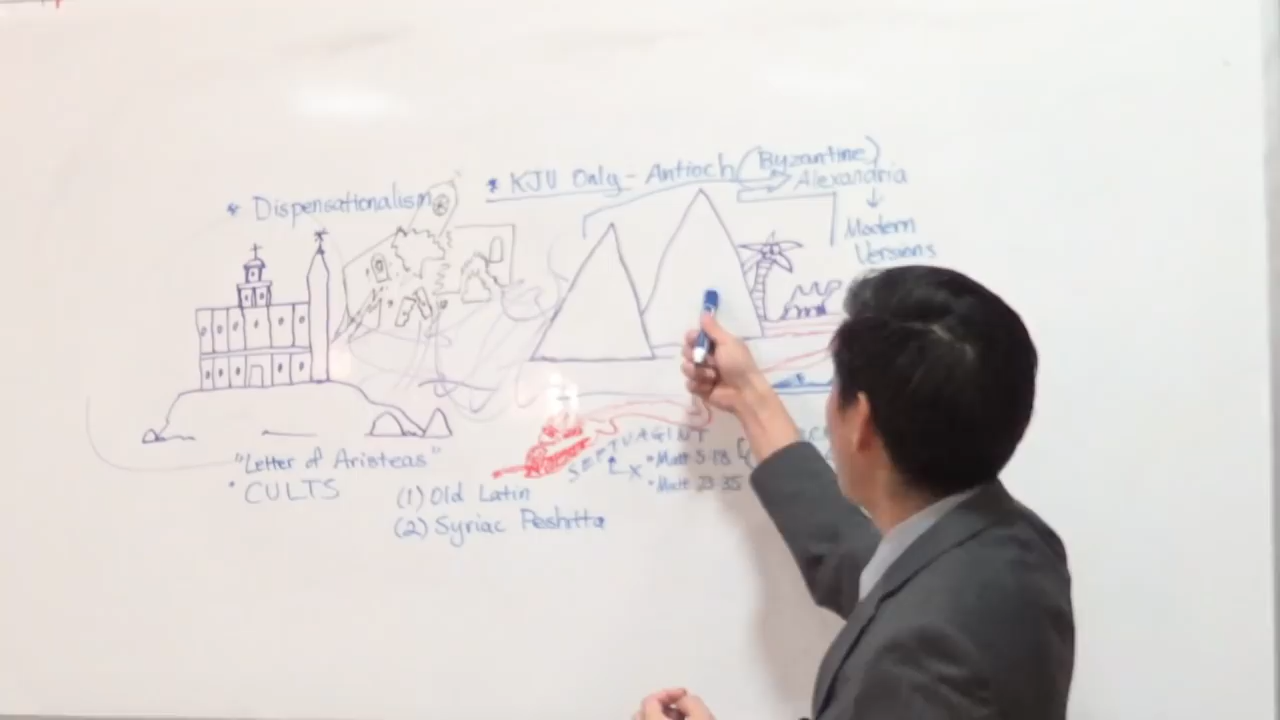 * Dispensationalism
* KJV Only - Antioch (Byzantine)
Alexandria
↓
Modern
Versions
"Letter of Aristeas"
• CULTS
(1) Old Latin
(2) Syriac Peshitta
SEPTUAGINT
LX
• Matt 5:18
• Matt 23:35